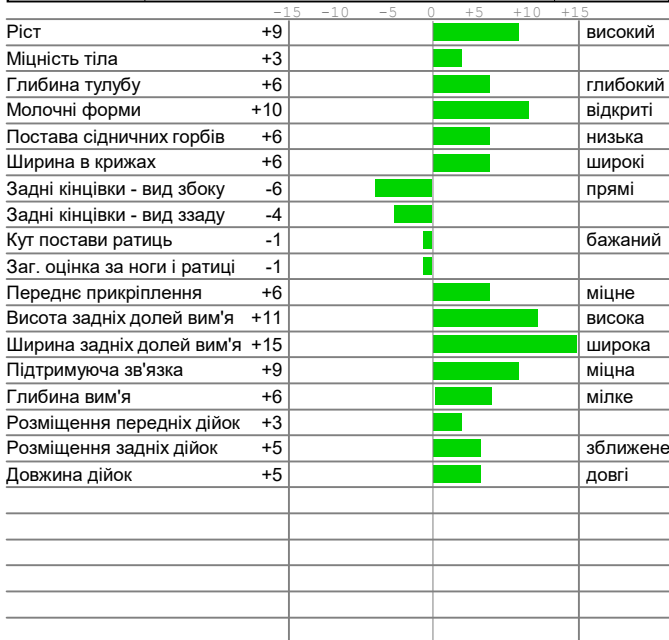 -15 -10 -5 0 +5 +10 +15
Ріст +9 високий
Міцність тіла +3
Глибина тулубу +6 глибокий
Молочні форми +10 відкриті
Постава сідничних горбів +6 низька
Ширина в крижах +6 широкі
Задні кінцівки - вид збоку -6 прямі
Задні кінцівки - вид ззаду -4
Кут постави ратиць -1 бажаний
Заг. оцінка за ноги і ратиці -1
Переднє прикріплення +6 міцне
Висота задніх долей вим'я +11 висока
Ширина задніх долей вим'я +15 широка
Підтримуюча зв'язка +9 міцна
Глибина вим'я +6 мілке
Розміщення передніх дійок +3
Розміщення задніх дійок +5 зближене
Довжина дійок +5 довгі